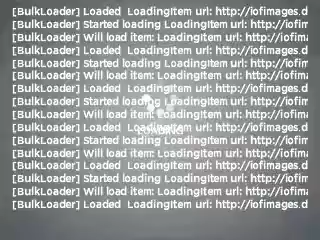 [BulkLoader] Loaded LoadingItem url: http://iofimages.d
[BulkLoader] Started loading LoadingItem url: http://iofim
[BulkLoader] Will load item: LoadingItem url: http://iofima
[BulkLoader] Loaded LoadingItem url: http://iofimages.d
[BulkLoader] Started loading LoadingItem url: http://iofim
[BulkLoader] Will load item: LoadingItem url: http://iofima
[BulkLoader] Loaded LoadingItem url: http://iofimages.d
[BulkLoader] Started loading LoadingItem url: http://iofim
[BulkLoader] Will load item: LoadingItem url: http://iofima
[BulkLoader] Loaded LoadingItem url: http://iofimages.d
LOADING
[BulkLoader] Started loading LoadingItem url: http://iofim
[BulkLoader] Will load item: LoadingItem url: http://iofima
[BulkLoader] Loaded LoadingItem url: http://iofimages.d
[BulkLoader] Started loading LoadingItem url: http://iofim
[BulkLoader] Will load item: LoadingItem url: http://iofima
[BulkLoader] Loaded LoadingItem url: http://iofimages.d